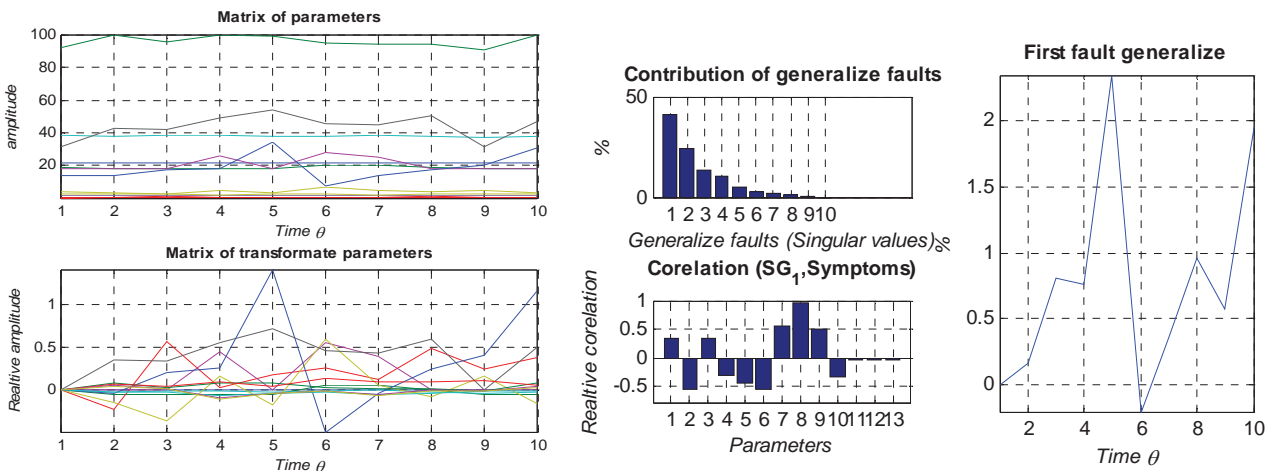 Matrix of parameters
amplitude
100
80
60
40
20
1 2 3 4 5 6 7 8 9 10
Time θ
Matrix of transformate parameters
Realtive amplitude
1
0.5
0
1 2 3 4 5 6 7 8 9 10
Time θ
Contribution of generalize faults
%
50
0
1 2 3 4 5 6 7 8 9 10
Generalize faults (Singular values)
%
Corelation (SG1,Symptoms)
Realtive corelation
1
0.5
0
-0.5
1 2 3 4 5 6 7 8 9 10 11 12 13
Parameters
First fault generalize
2
1.5
1
0.5
0
2 4 6 8 10
Time θ